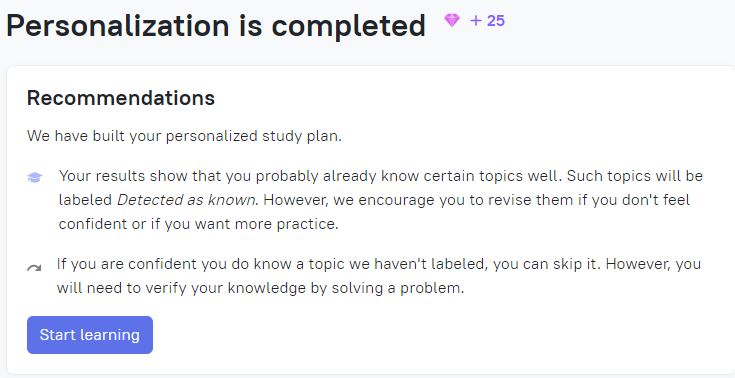 Personalization is completed + 25
Recommendations
We have built your personalized study plan.
Your results show that you probably already know certain topics well. Such topics will be
labeled Detected as known. However, we encourage you to revise them if you don't feel
confident or if you want more practice.
If you are confident you do know a topic we haven't labeled, you can skip it. However, you
will need to verify your knowledge by solving a problem.
Start learning